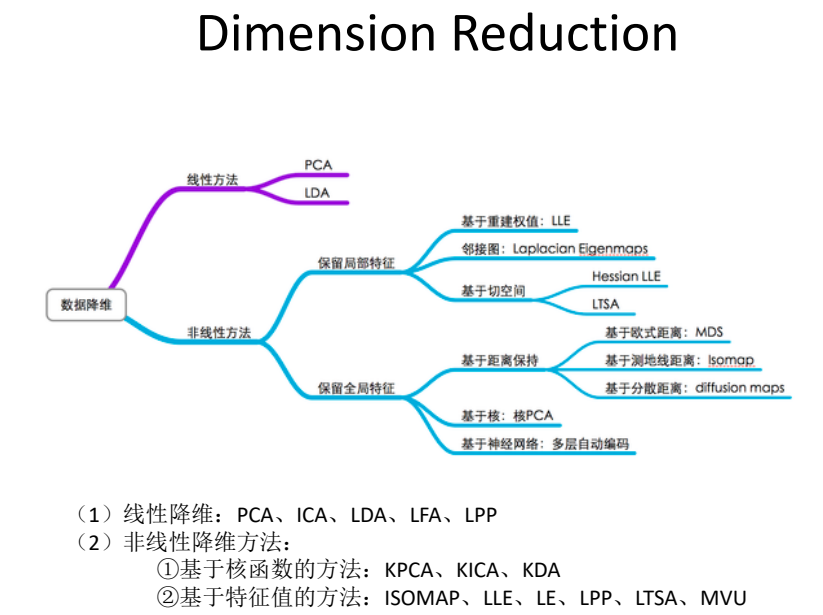 Dimension Reduction
PCA
线性方法
LDA
基于重建权值：LLE
邻接图：Laplacian Eigenmaps
保留局部特征
Hessian LLE
基于切空间
LTSA
数据降维
非线性方法
基于欧式距离：MDS
基于距离保持
基于测地线距离：Isomap
保留全局特征
基于分散距离：diffusion maps
基于核：核PCA
基于神经网络：多层自动编码
（1）线性降维：PCA、ICA、LDA、LFA、LPP
（2）非线性降维方法：
①基于核函数的方法：KPCA、KICA、KDA
②基于特征值的方法：ISOMAP、LLE、LE、LPP、LTSA、MVU